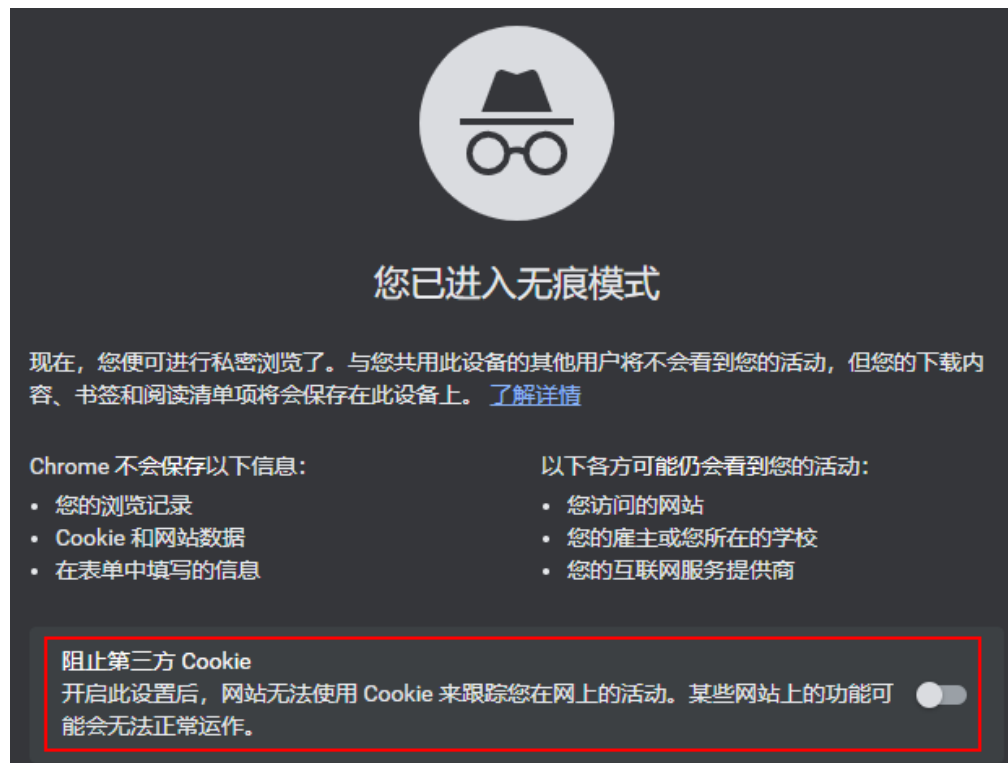 您已进入无痕模式
现在，您便可进行私密浏览了。与您共用此设备的其他用户将不会看到您的活动，但您的下载内
容、书签和阅读清单项将会保存在此设备上。 了解详情
Chrome 不会保存以下信息：
• 您的浏览记录
• Cookie 和网站数据
• 在表单中填写的信息
以下各方可能仍会看到您的活动：
• 您访问的网站
• 您的雇主或您所在的学校
• 您的互联网服务提供商
阻止第三方 Cookie
开启此设置后，网站无法使用 Cookie 来跟踪您在网上的活动。某些网站上的功能可
能会无法正常运作。